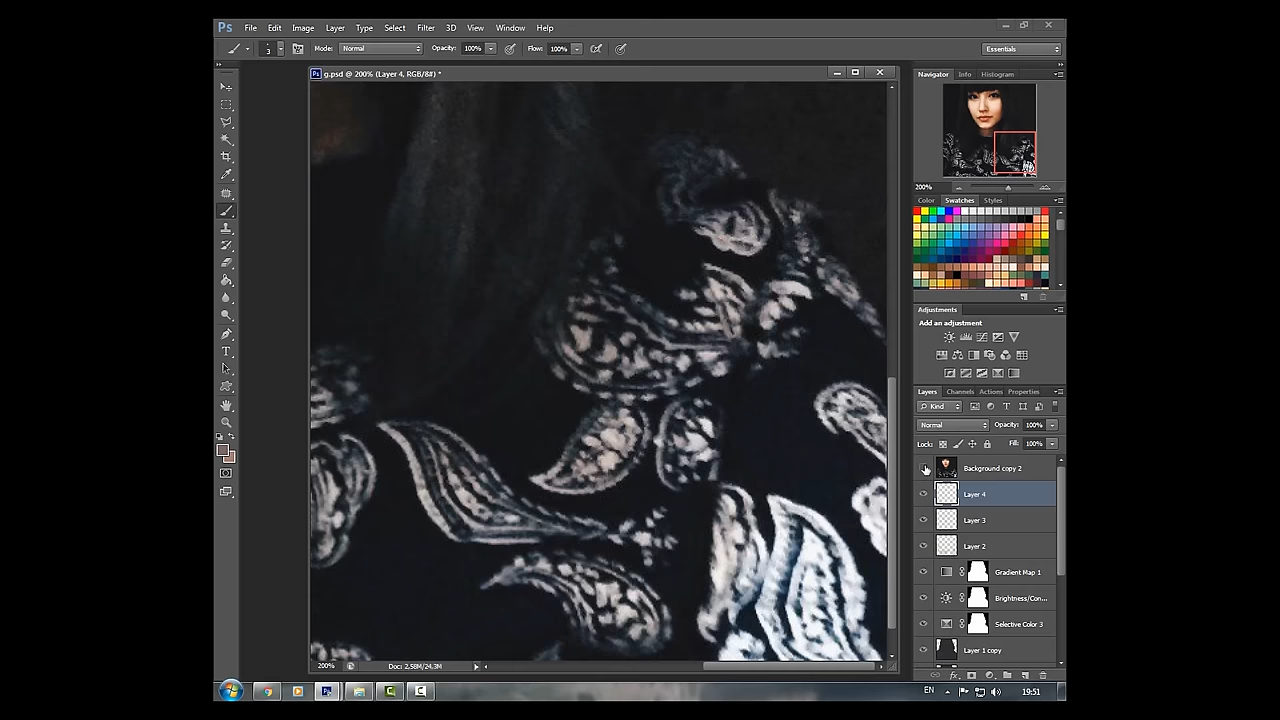 Ps File Edit Image Layer Type Select Filter 3D View Window Help
3 Mode: Normal Opacity: 100% Flow: 100% Essentials
Ps g.psd @ 200% (Layer 4, RGB/8#) *
Navigator Info Histogram
200%
Color Swatches Styles
Adjustments
Add an adjustment
Layers Channels Actions Properties
Kind
Normal Opacity: 100%
Lock: Fill: 100%
Background copy 2
Layer 4
Layer 3
Layer 2
Gradient Map 1
Brightness/Con...
Selective Color 3
Layer 1 copy
200% Doc: 2,58M/24,3M
EN 19:51